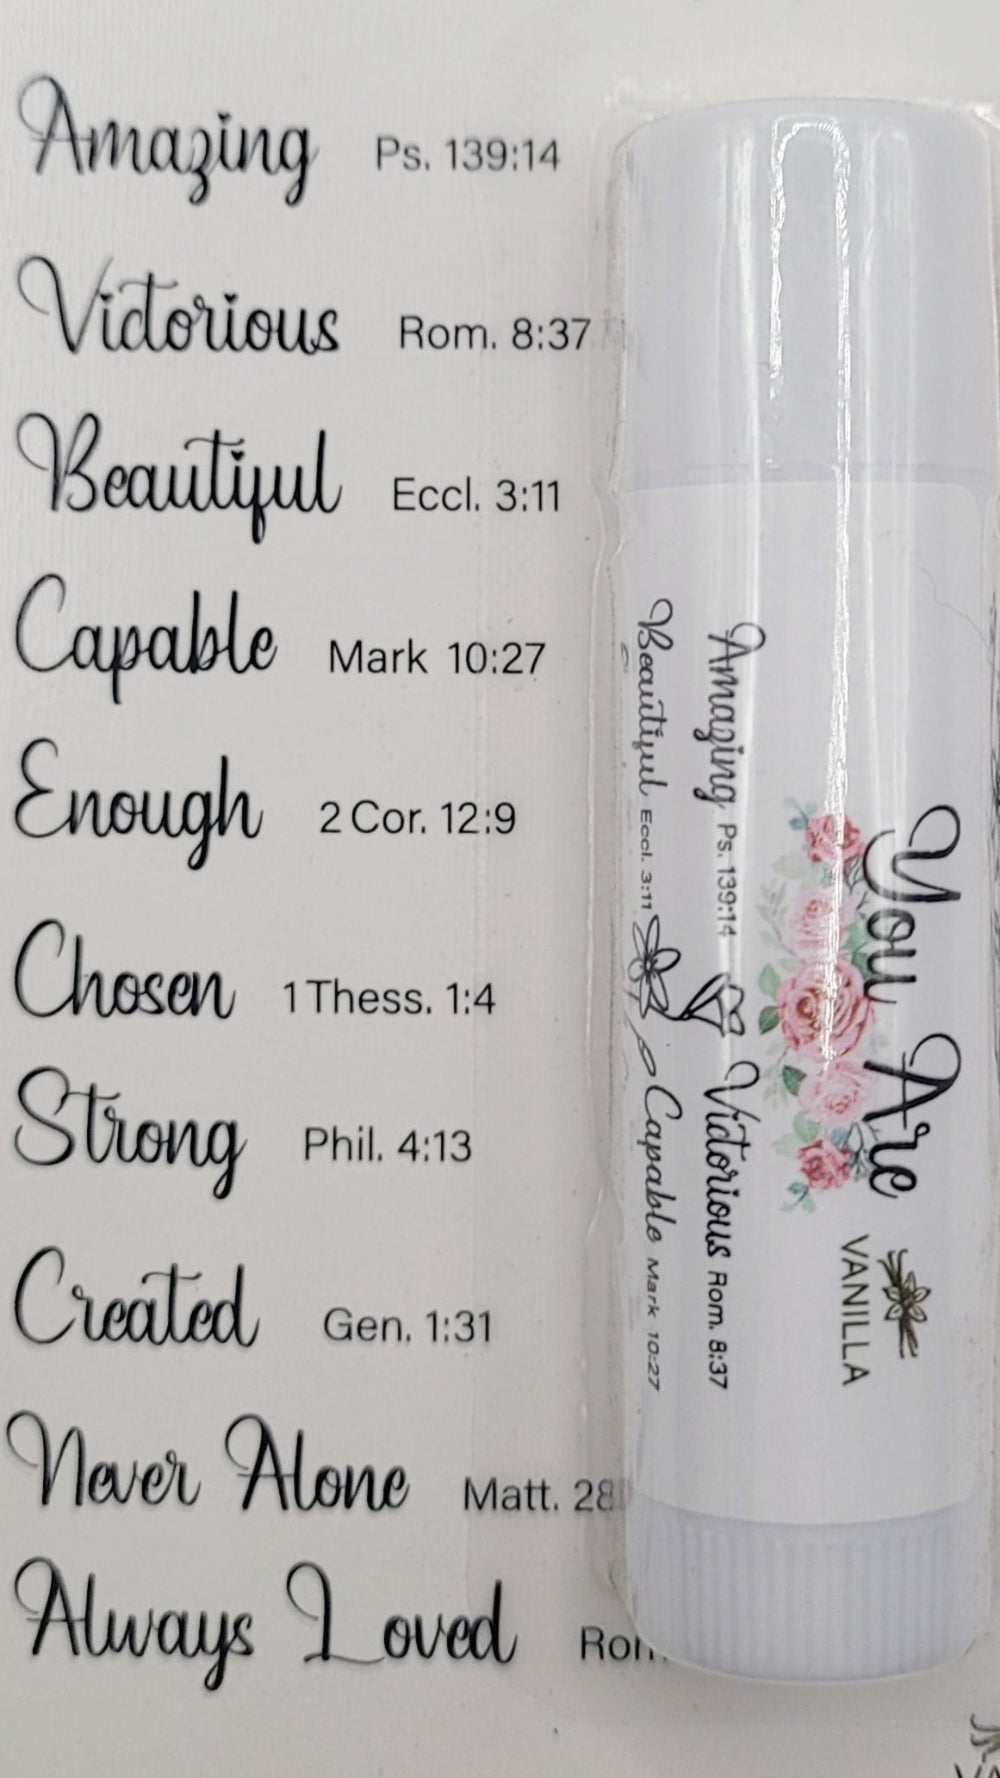 Amazing Ps. 139:14
Victorious Rom. 8:37
Beautiful Eccl. 3:11
Capable Mark 10:27
Enough 2 Cor. 12:9
Chosen 1 Thess. 1:4
Strong Phil. 4:13
Created Gen. 1:31
Never Alone Matt. 28
Always Loved
You Are
VANILLA
Amazing Ps. 139:14 Victorious Rom. 8:37
Beautiful Eccl. 3:11 Capable Mark 10:27